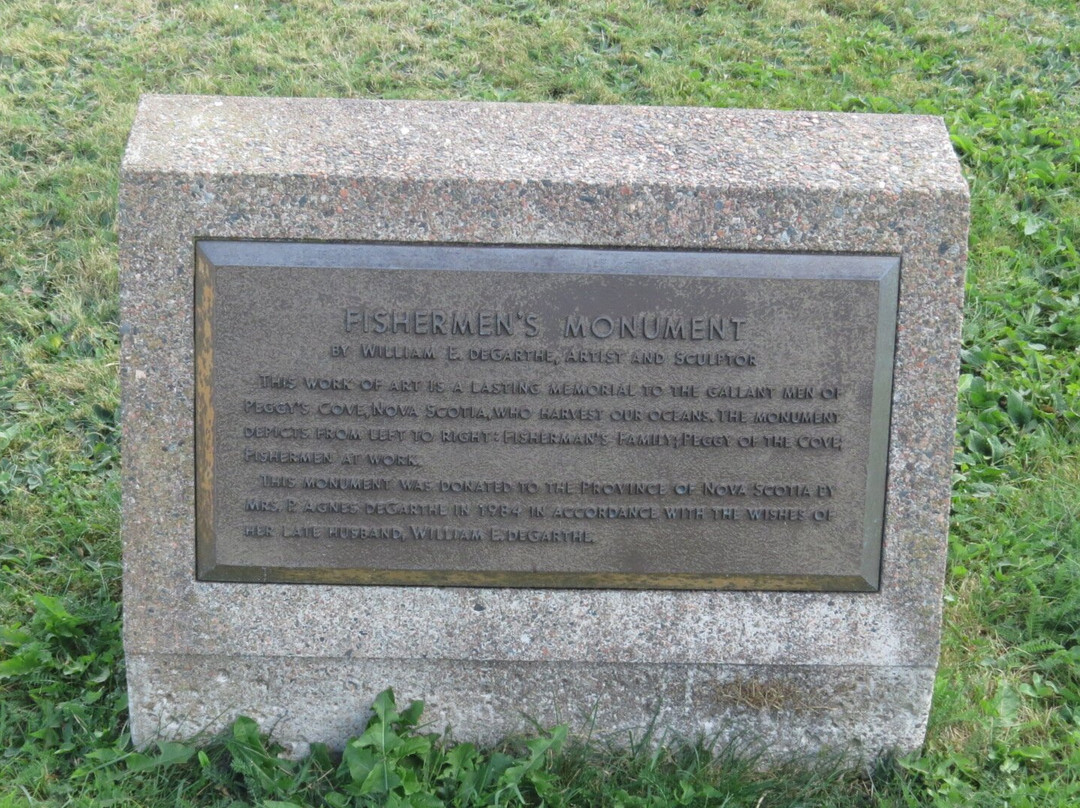 FISHERMEN'S MONUMENT
BY WILLIAM E. DEGARTHE, ARTIST AND SCULPTOR
THIS WORK OF ART IS A LASTING MEMORIAL TO THE GALLANT MEN OF
PEGGY'S COVE, NOVA SCOTIA, WHO HARVEST OUR OCEANS. THE MONUMENT
DEPICTS FROM LEFT TO RIGHT: FISHERMAN'S FAMILY; PEGGY OF THE COVE;
FISHERMEN AT WORK.
THIS MONUMENT WAS DONATED TO THE PROVINCE OF NOVA SCOTIA BY
MRS. P. AGNES DEGARTHE IN 1984 IN ACCORDANCE WITH THE WISHES OF
HER LATE HUSBAND, WILLIAM E. DEGARTHE.